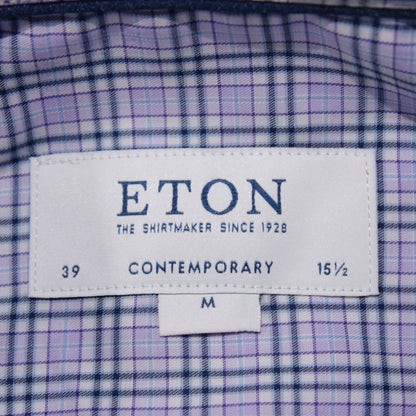 ETON
THE SHIRTMAKER SINCE 1928
39 CONTEMPORARY 15½
M